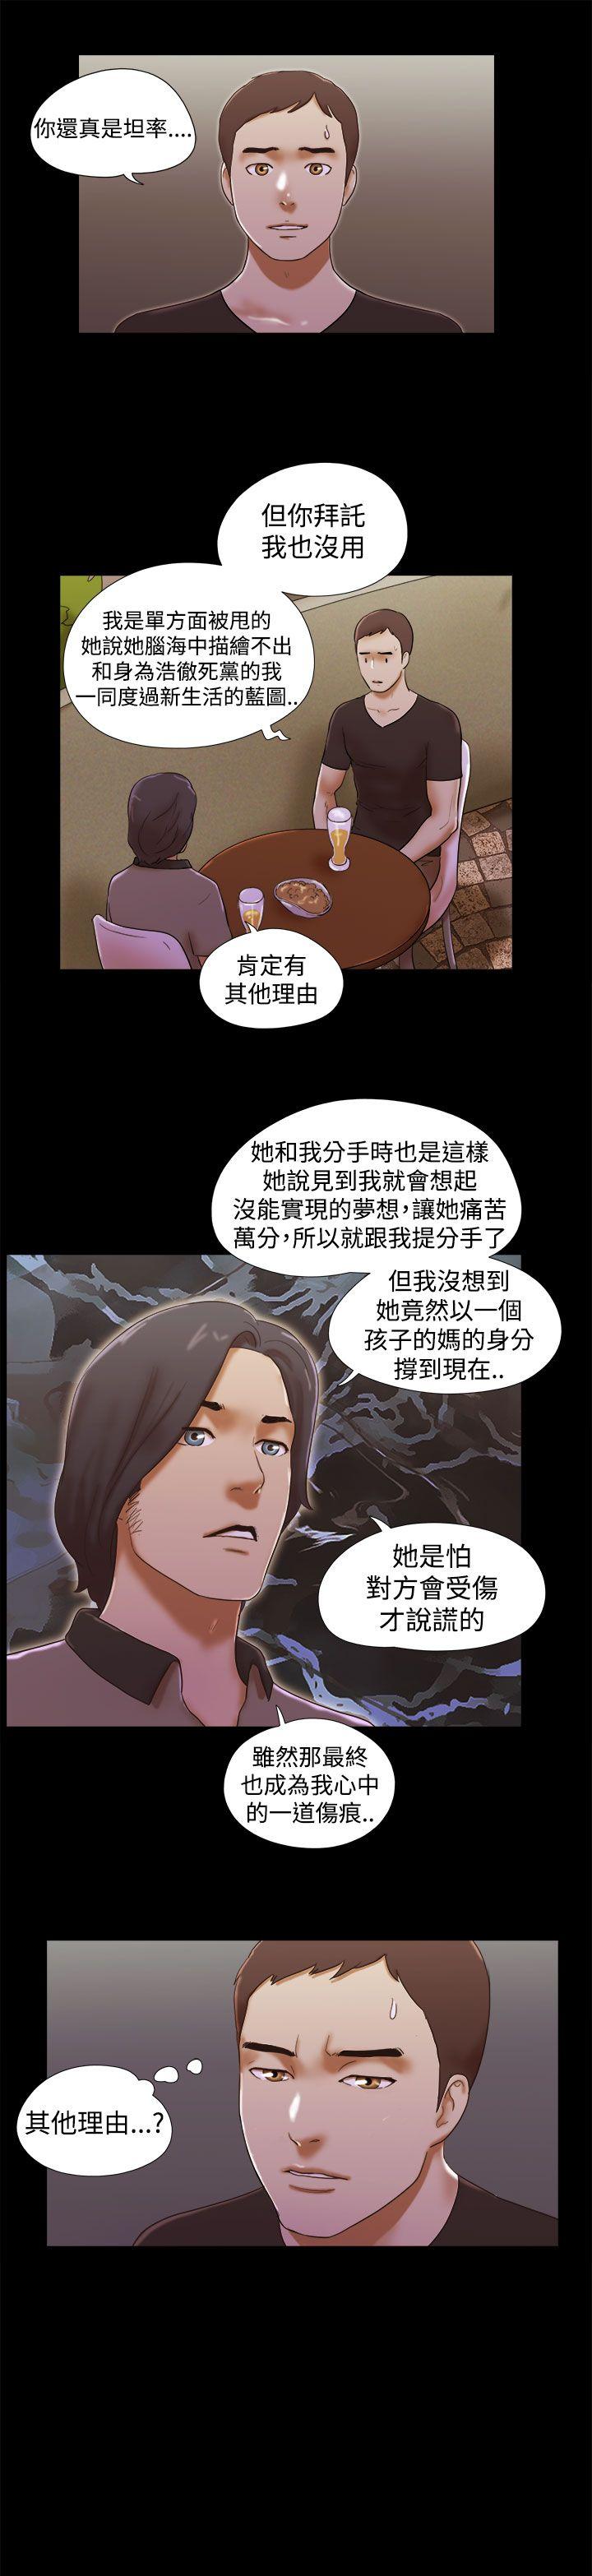 你還真是坦率....
但你拜託
我也沒用
我是單方面被甩的
她說她腦海中描繪不出
和身為浩徹死黨的我
一同度過新生活的藍圖..
肯定有
其他理由
她和我分手時也是這樣
她說見到我就會想起
沒能實現的夢想,讓她痛苦
萬分,所以就跟我提分手了
但我沒想到
她竟然以一個
孩子的媽的身分
撐到現在..
她是怕
對方會受傷
才說謊的
雖然那最終
也成為我心中
的一道傷痕..
其他理由...?